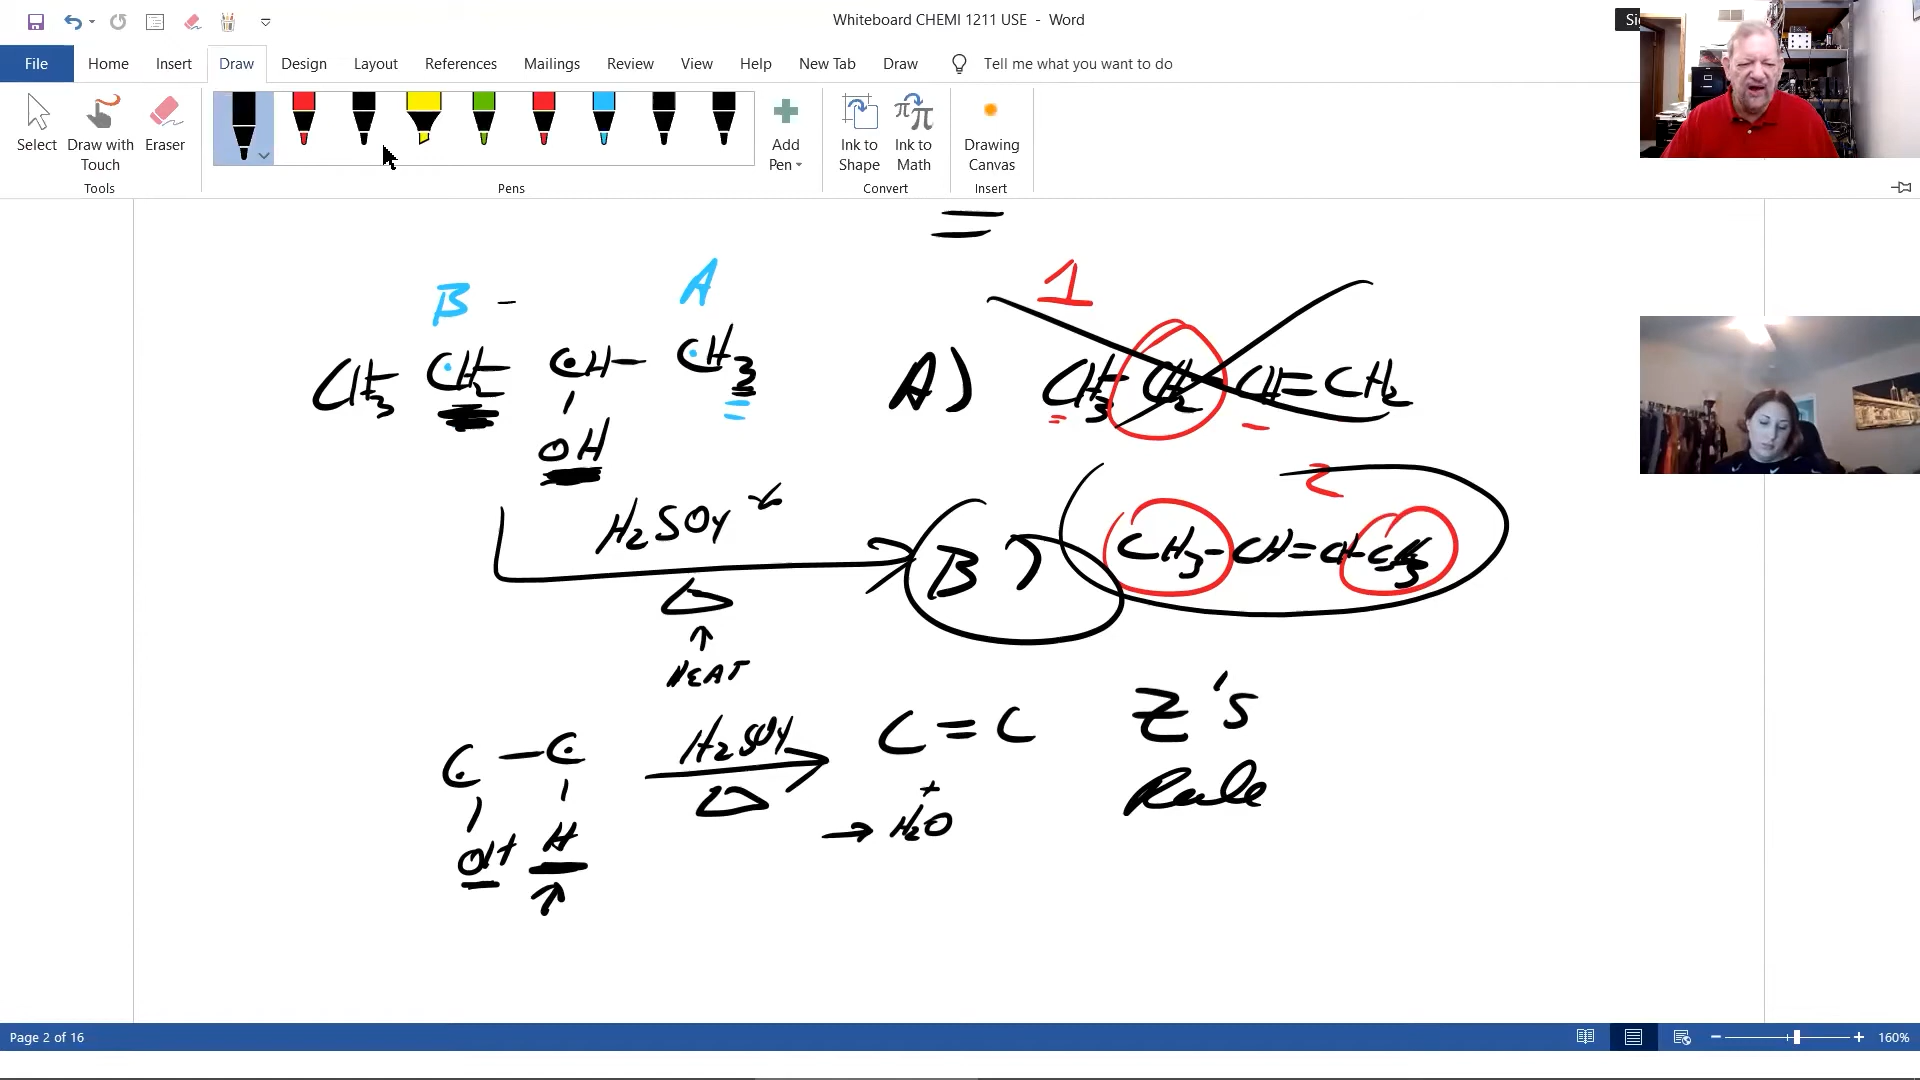 Whiteboard CHEMI 1211 USE - Word
File Home Insert Draw Design Layout References Mailings Review View Help New Tab Draw Tell me what you want to do
Select
Draw with Touch
Eraser
Add Pen
Ink to Shape
Ink to Math
Drawing Canvas
Tools
Pens
Convert
Insert
B - A
1
CH3 CH2 - CH - CH3
OH
A) CH3 - CH2 - CH = CH2
2
H2SO4
B) CH3 - CH = CH - CH3
Δ
↑
HEAT
C - C
OH H
↑
H2SO4
Δ
C = C
+
→ H2O
Z's
Rule
Page 2 of 16
160%